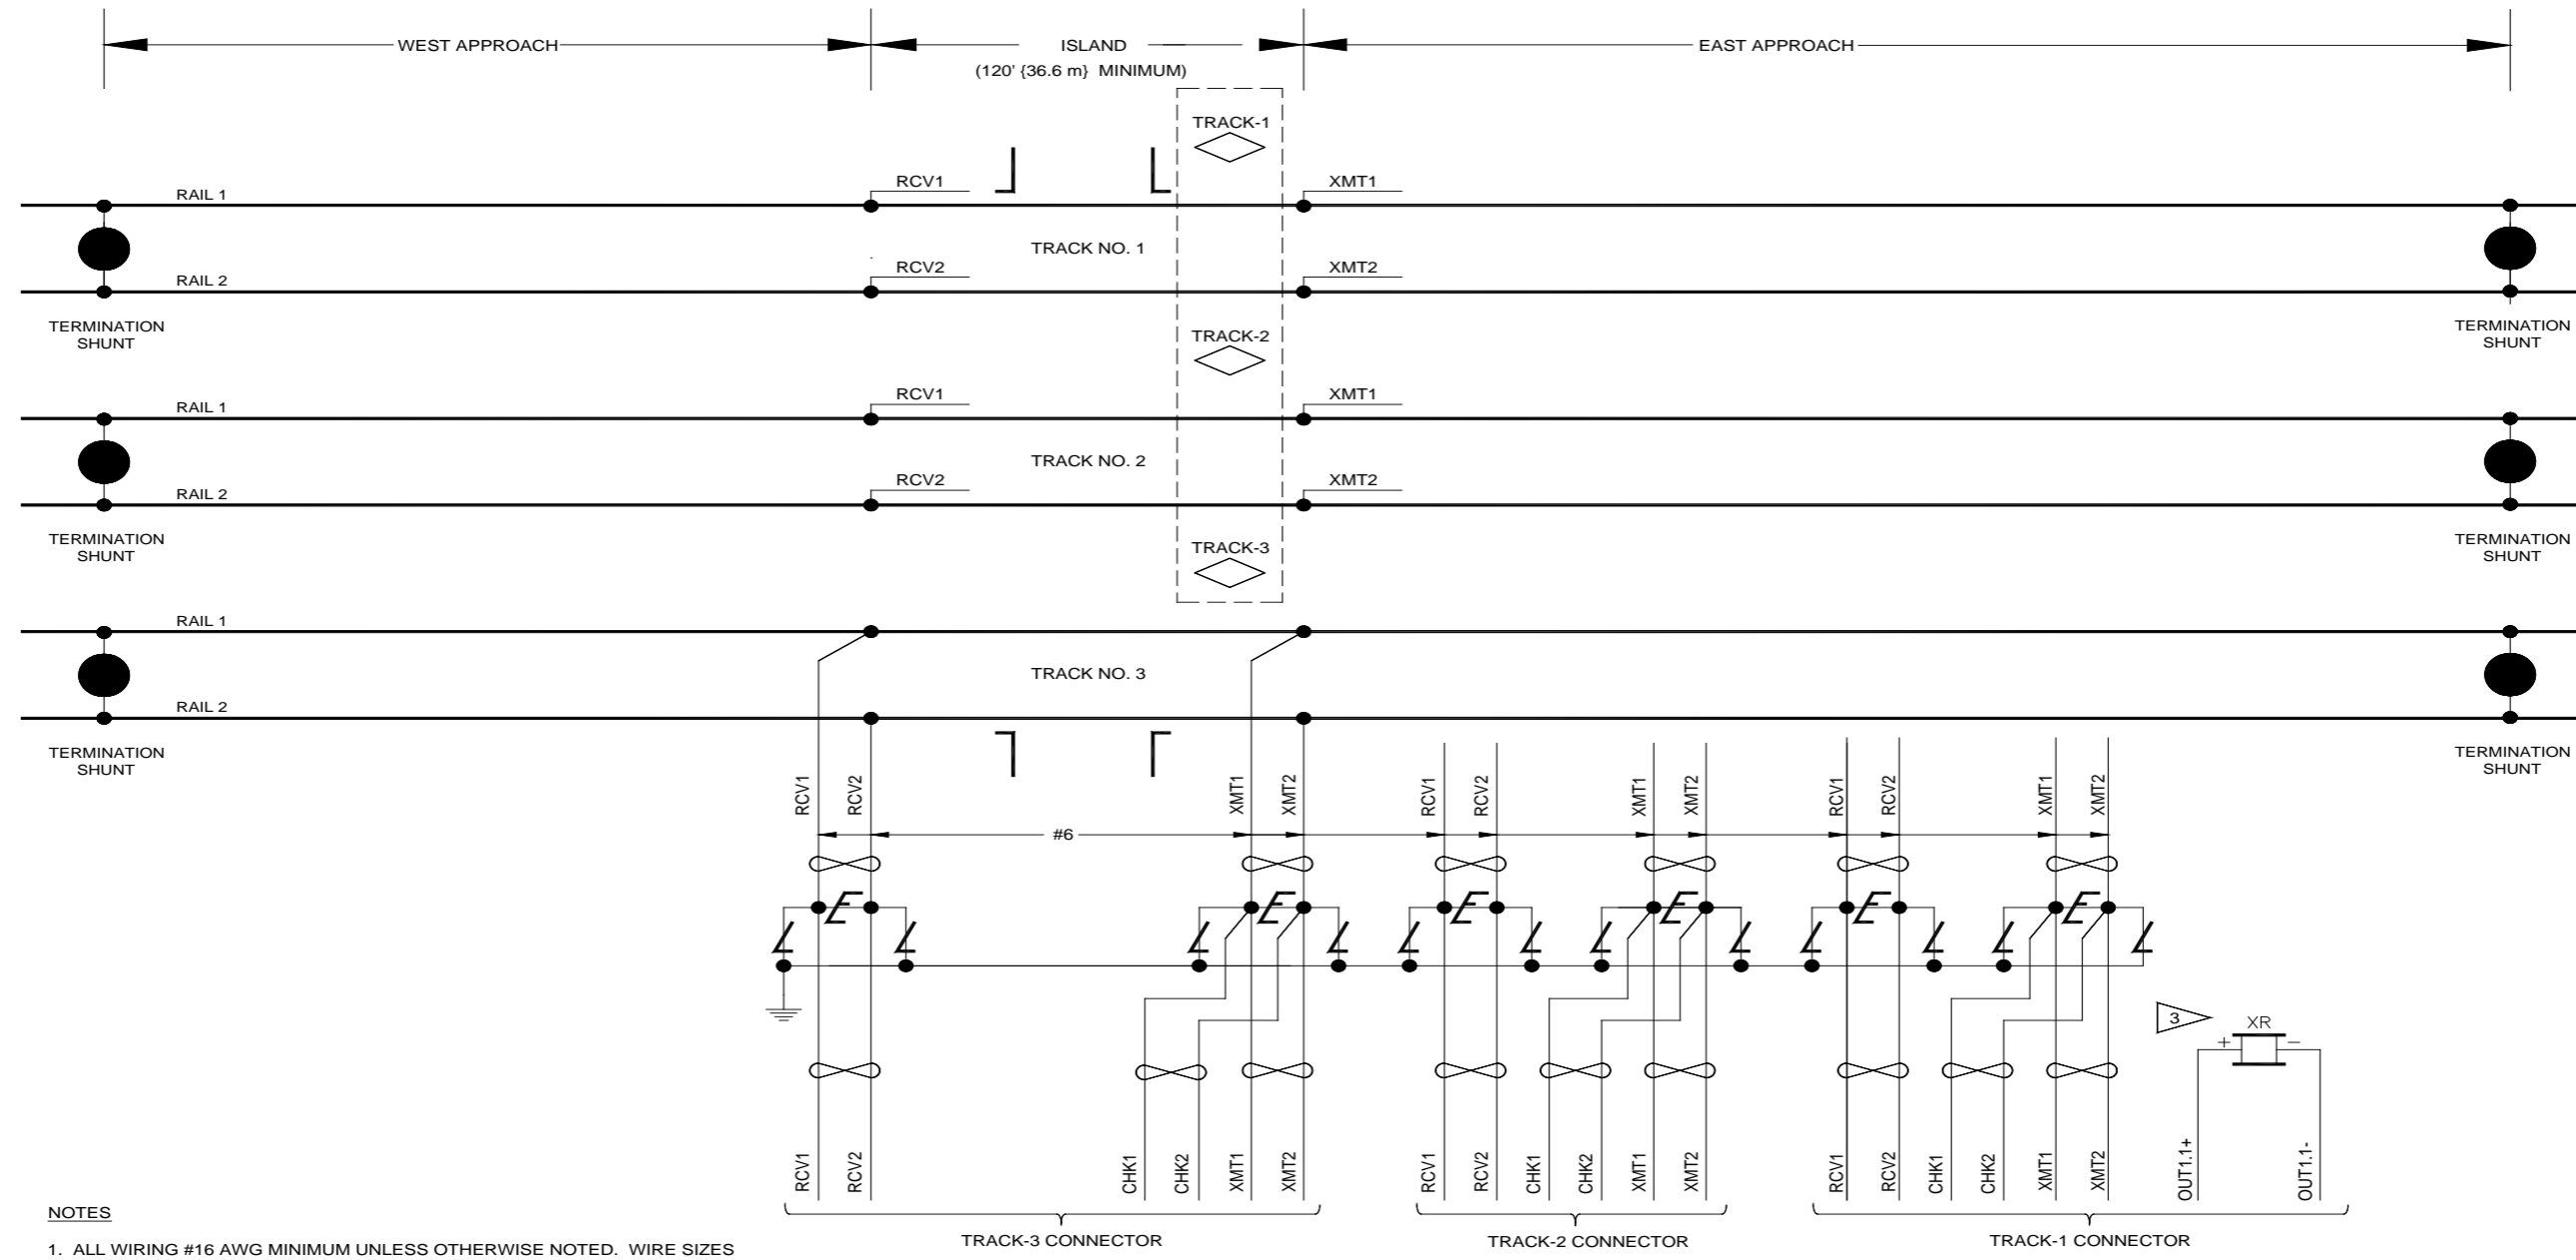 WEST APPROACH
ISLAND
EAST APPROACH
(120' {36.6 m} MINIMUM)
TRACK-1
RCV1
XMT1
RAIL 1
TRACK NO. 1
RCV2
XMT2
RAIL 2
TERMINATION
SHUNT
TERMINATION
SHUNT
TRACK-2
RCV1
XMT1
RAIL 1
TRACK NO. 2
RCV2
XMT2
RAIL 2
TERMINATION
SHUNT
TERMINATION
SHUNT
TRACK-3
RAIL 1
TRACK NO. 3
RAIL 2
TERMINATION
SHUNT
TERMINATION
SHUNT
RCV1
RCV2
XMT1
XMT2
RCV1
RCV2
XMT1
XMT2
RCV1
RCV2
XMT1
XMT2
#6
3
XR
+
−
RCV1
RCV2
CHK1
CHK2
XMT1
XMT2
RCV1
RCV2
CHK1
CHK2
XMT1
XMT2
RCV1
RCV2
CHK1
CHK2
XMT1
XMT2
OUT1.1+
OUT1.1-
TRACK-3 CONNECTOR
TRACK-2 CONNECTOR
TRACK-1 CONNECTOR
NOTES
1. ALL WIRING #16 AWG MINIMUM UNLESS OTHERWISE NOTED. WIRE SIZES